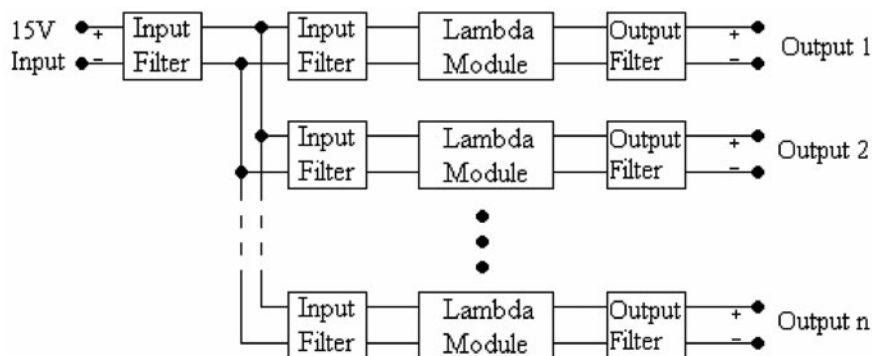 15V + Input Input Lambda Output + Output 1
Input - Filter Filter Module Filter -
Input Lambda Output + Output 2
Filter Module Filter -
Input Lambda Output + Output n
Filter Module Filter -